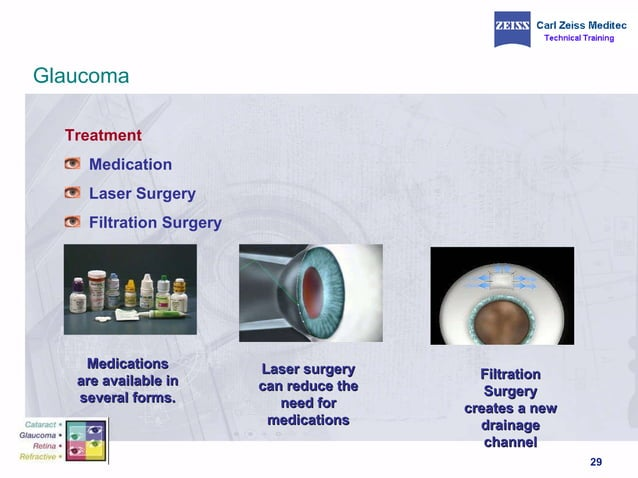 ZEISS
Carl Zeiss Meditec
Technical Training
Glaucoma
Treatment
Medication
Laser Surgery
Filtration Surgery
Medications
are available in
several forms.
Laser surgery
can reduce the
need for
medications
Filtration
Surgery
creates a new
drainage
channel
Cataract •
Glaucoma •
Retina •
Refractive •
29